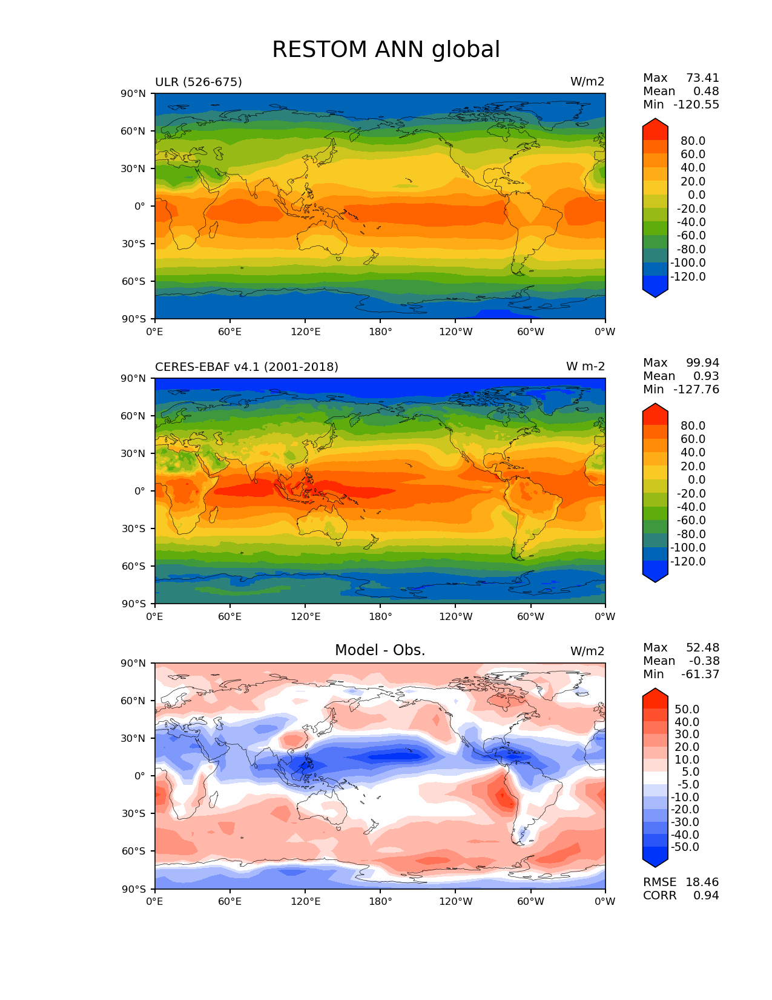 RESTOM ANN global
ULR (526-675) W/m2
Max 73.41
Mean 0.48
Min -120.55
90°N
60°N
30°N
0°
30°S
60°S
90°S
0°E 60°E 120°E 180° 120°W 60°W 0°W
80.0
60.0
40.0
20.0
0.0
-20.0
-40.0
-60.0
-80.0
-100.0
-120.0
CERES-EBAF v4.1 (2001-2018) W m-2
Max 99.94
Mean 0.93
Min -127.76
90°N
60°N
30°N
0°
30°S
60°S
90°S
0°E 60°E 120°E 180° 120°W 60°W 0°W
80.0
60.0
40.0
20.0
0.0
-20.0
-40.0
-60.0
-80.0
-100.0
-120.0
Model - Obs. W/m2
Max 52.48
Mean -0.38
Min -61.37
90°N
60°N
30°N
0°
30°S
60°S
90°S
0°E 60°E 120°E 180° 120°W 60°W 0°W
50.0
40.0
30.0
20.0
10.0
5.0
-5.0
-10.0
-20.0
-30.0
-40.0
-50.0
RMSE 18.46
CORR 0.94